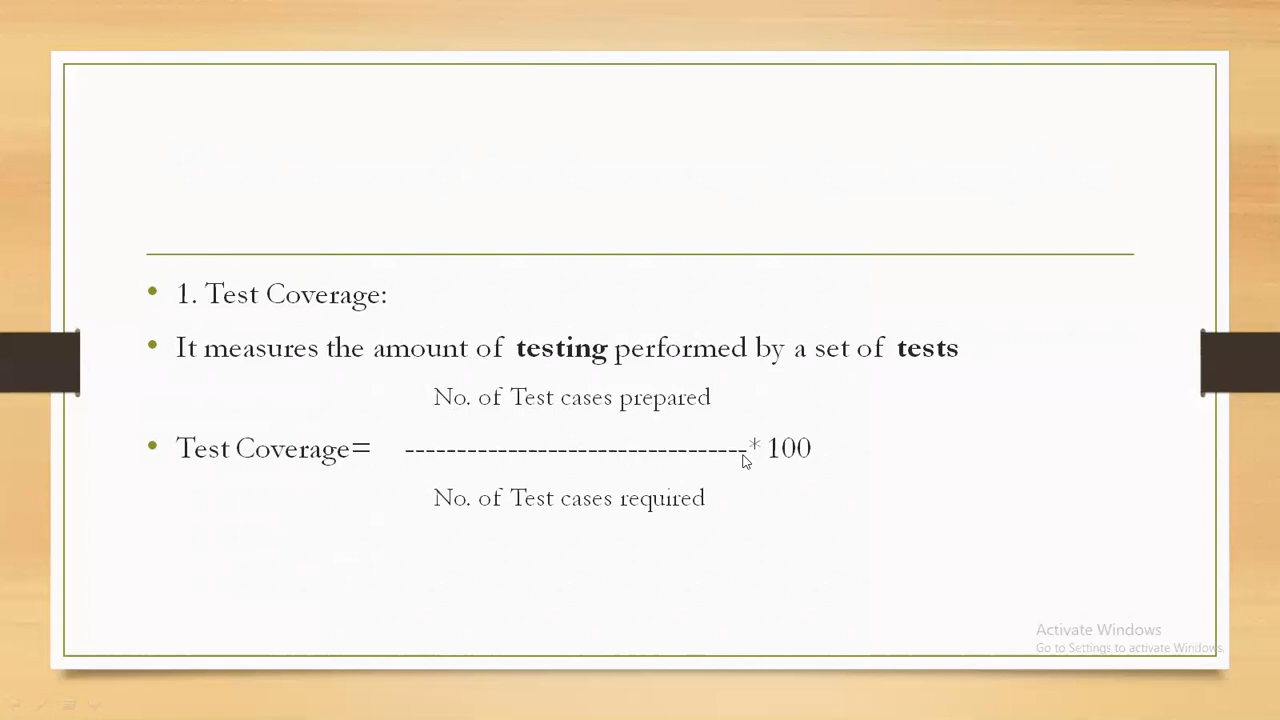 • 1. Test Coverage:
• It measures the amount of testing performed by a set of tests
No. of Test cases prepared
• Test Coverage= ----------------------------------* 100
No. of Test cases required
Activate Windows
Go to Settings to activate Windows.